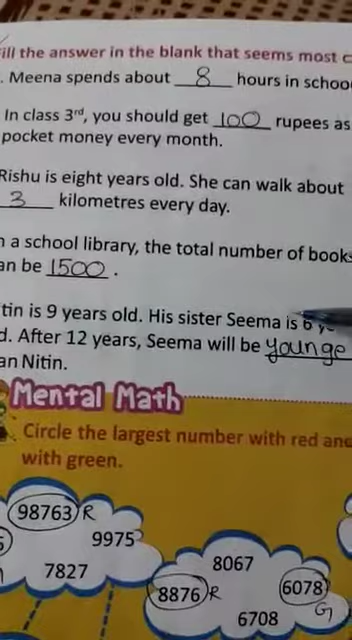 ill the answer in the blank that seems most c
. Meena spends about 8 hours in schoo
In class 3rd, you should get 100 rupees as
pocket money every month.
Rishu is eight years old. She can walk about
3 kilometres every day.
n a school library, the total number of books
an be 1500 .
tin is 9 years old. His sister Seema is 6 y
d. After 12 years, Seema will be younge
an Nitin.
Mental Math
Circle the largest number with red and
with green.
98763 R
9975
7827
8067
8876 R
6078
G
6708